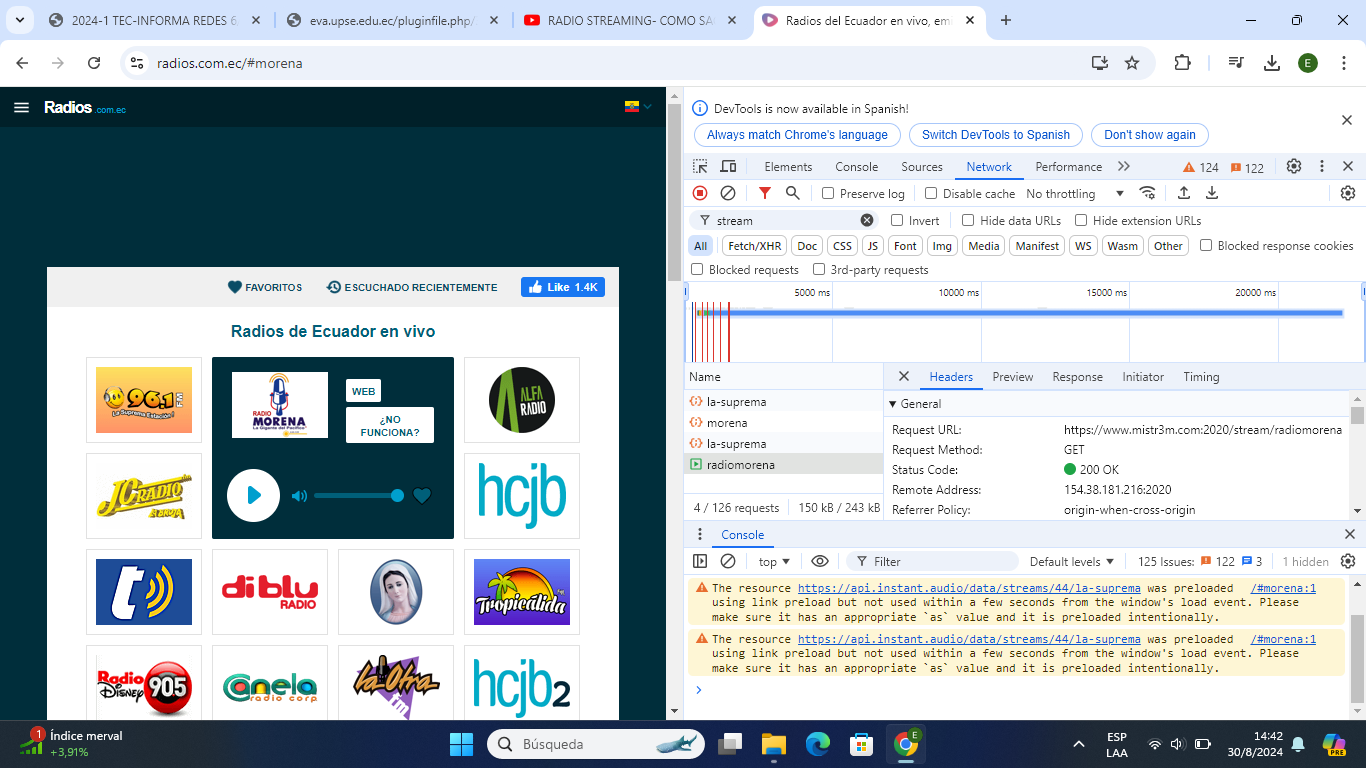 2024-1 TEC-INFORMA REDES 6
eva.upse.edu.ec/pluginfile.php/
RADIO STREAMING- COMO SA
Radios del Ecuador en vivo, em
radios.com.ec/#morena
E
Radios .com.ec
FAVORITOS
ESCUCHADO RECIENTEMENTE
Like 1.4K
Radios de Ecuador en vivo
96.1 FM
La Suprema Estación!
RADIO
MORENA
La Gigante del Pacífico
WEB
¿NO
FUNCIONA?
ALFA
RADIO
JC RADIO
LA BRUJA
hcjb
t
diblu
RADIO
Tropicálida
Radio
Disney 905
canela
radio corp.
La Otra
fm
hcjb2
DevTools is now available in Spanish!
Always match Chrome's language
Switch DevTools to Spanish
Don't show again
Elements
Console
Sources
Network
Performance
124
122
Preserve log
Disable cache
No throttling
stream
Invert
Hide data URLs
Hide extension URLs
All
Fetch/XHR
Doc
CSS
JS
Font
Img
Media
Manifest
WS
Wasm
Other
Blocked response cookies
Blocked requests
3rd-party requests
5000 ms
10000 ms
15000 ms
20000 ms
Name
la-suprema
morena
la-suprema
radiomorena
4 / 126 requests
150 kB / 243 kB
Headers
Preview
Response
Initiator
Timing
General
Request URL: https://www.mistr3m.com:2020/stream/radiomorena
Request Method: GET
Status Code: 200 OK
Remote Address: 154.38.181.216:2020
Referrer Policy: origin-when-cross-origin
Console
top
Filter
Default levels
125 Issues: 122 3
1 hidden
The resource https://api.instant.audio/data/streams/44/la-suprema was preloaded /#morena:1
using link preload but not used within a few seconds from the window's load event. Please
make sure it has an appropriate `as` value and it is preloaded intentionally.
The resource https://api.instant.audio/data/streams/44/la-suprema was preloaded /#morena:1
using link preload but not used within a few seconds from the window's load event. Please
make sure it has an appropriate `as` value and it is preloaded intentionally.
1
Índice merval
+3,91%
Búsqueda
E
ESP
LAA
14:42
30/8/2024
PRE